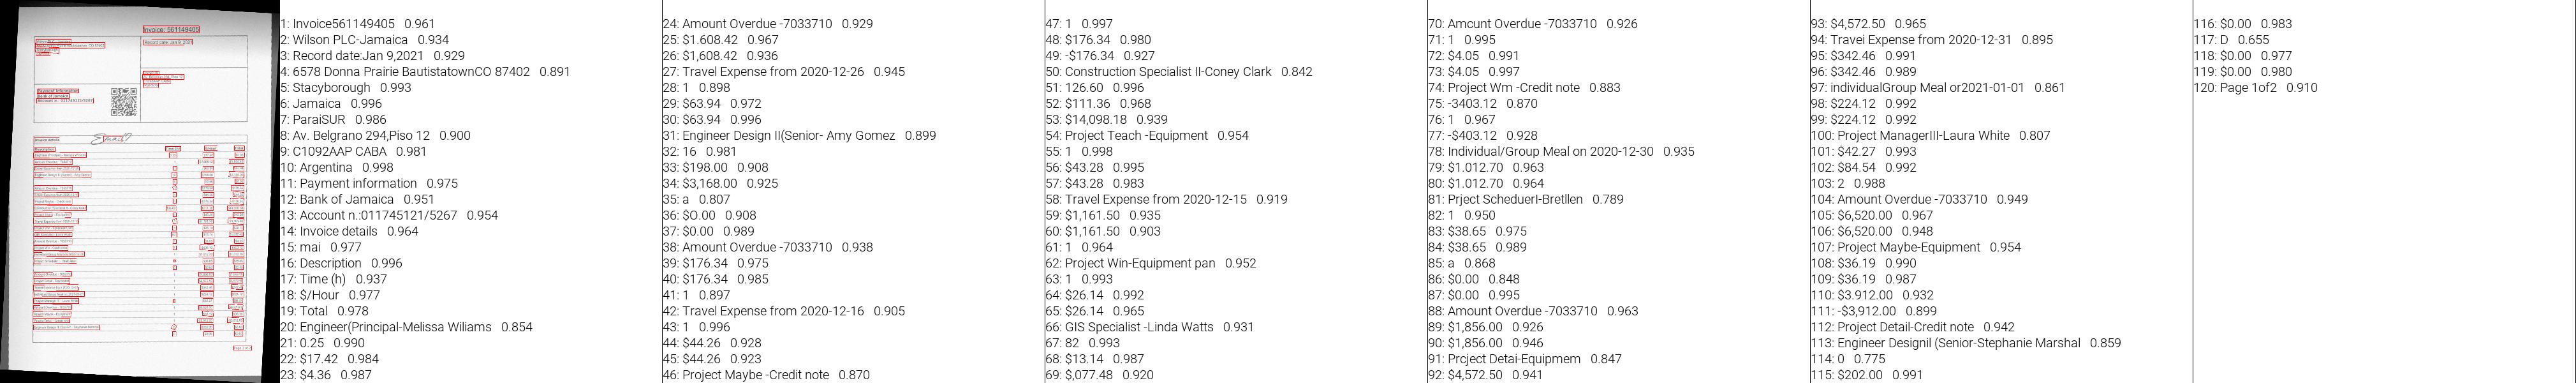 Invoice: 561149405
1: Invoice561149405 0.961
2: Wilson PLC-Jamaica 0.934
3: Record date:Jan 9,2021 0.929
4: 6578 Donna Prairie BautistatownCO 87402 0.891
5: Stacyborough 0.993
6: Jamaica 0.996
7: ParaiSUR 0.986
8: Av. Belgrano 294,Piso 12 0.900
9: C1092AAP CABA 0.981
10: Argentina 0.998
11: Payment information 0.975
12: Bank of Jamaica 0.951
13: Account n.:011745121/5267 0.954
14: Invoice details 0.964
15: mai 0.977
16: Description 0.996
17: Time (h) 0.937
18: $/Hour 0.977
19: Total 0.978
20: Engineer(Principal-Melissa Wiliams 0.854
21: 0.25 0.990
22: $17.42 0.984
23: $4.36 0.987
24: Amount Overdue -7033710 0.929
25: $1.608.42 0.967
26: $1,608.42 0.936
27: Travel Expense from 2020-12-26 0.945
28: 1 0.898
29: $63.94 0.972
30: $63.94 0.996
31: Engineer Design II(Senior- Amy Gomez 0.899
32: 16 0.981
33: $198.00 0.908
34: $3,168.00 0.925
35: a 0.807
36: $O.00 0.908
37: $0.00 0.989
38: Amount Overdue -7033710 0.938
39: $176.34 0.975
40: $176.34 0.985
41: 1 0.897
42: Travel Expense from 2020-12-16 0.905
43: 1 0.996
44: $44.26 0.928
45: $44.26 0.923
46: Project Maybe -Credit note 0.870
47: 1 0.997
48: $176.34 0.980
49: -$176.34 0.927
50: Construction Specialist II-Coney Clark 0.842
51: 126.60 0.996
52: $111.36 0.968
53: $14,098.18 0.939
54: Project Teach -Equipment 0.954
55: 1 0.998
56: $43.28 0.995
57: $43.28 0.983
58: Travel Expense from 2020-12-15 0.919
59: $1,161.50 0.935
60: $1,161.50 0.903
61: 1 0.964
62: Project Win-Equipment pan 0.952
63: 1 0.993
64: $26.14 0.992
65: $26.14 0.965
66: GIS Specialist -Linda Watts 0.931
67: 82 0.993
68: $13.14 0.987
69: $,077.48 0.920
70: Amcunt Overdue -7033710 0.926
71: 1 0.995
72: $4.05 0.991
73: $4.05 0.997
74: Project Wm -Credit note 0.883
75: -3403.12 0.870
76: 1 0.967
77: -$403.12 0.928
78: Individual/Group Meal on 2020-12-30 0.935
79: $1.012.70 0.963
80: $1.012.70 0.964
81: Prject ScheduerI-Bretllen 0.789
82: 1 0.950
83: $38.65 0.975
84: $38.65 0.989
85: a 0.868
86: $0.00 0.848
87: $0.00 0.995
88: Amount Overdue -7033710 0.963
89: $1,856.00 0.926
90: $1,856.00 0.946
91: Prcject Detai-Equipmem 0.847
92: $4,572.50 0.941
93: $4,572.50 0.965
94: Travei Expense from 2020-12-31 0.895
95: $342.46 0.991
96: $342.46 0.989
97: individualGroup Meal or2021-01-01 0.861
98: $224.12 0.992
99: $224.12 0.992
100: Project ManagerIII-Laura White 0.807
101: $42.27 0.993
102: $84.54 0.992
103: 2 0.988
104: Amount Overdue -7033710 0.949
105: $6,520.00 0.967
106: $6,520.00 0.948
107: Project Maybe-Equipment 0.954
108: $36.19 0.990
109: $36.19 0.987
110: $3.912.00 0.932
111: -$3,912.00 0.899
112: Project Detail-Credit note 0.942
113: Engineer Designil (Senior-Stephanie Marshal 0.859
114: 0 0.775
115: $202.00 0.991
116: $0.00 0.983
117: D 0.655
118: $0.00 0.977
119: $0.00 0.980
120: Page 1of2 0.910